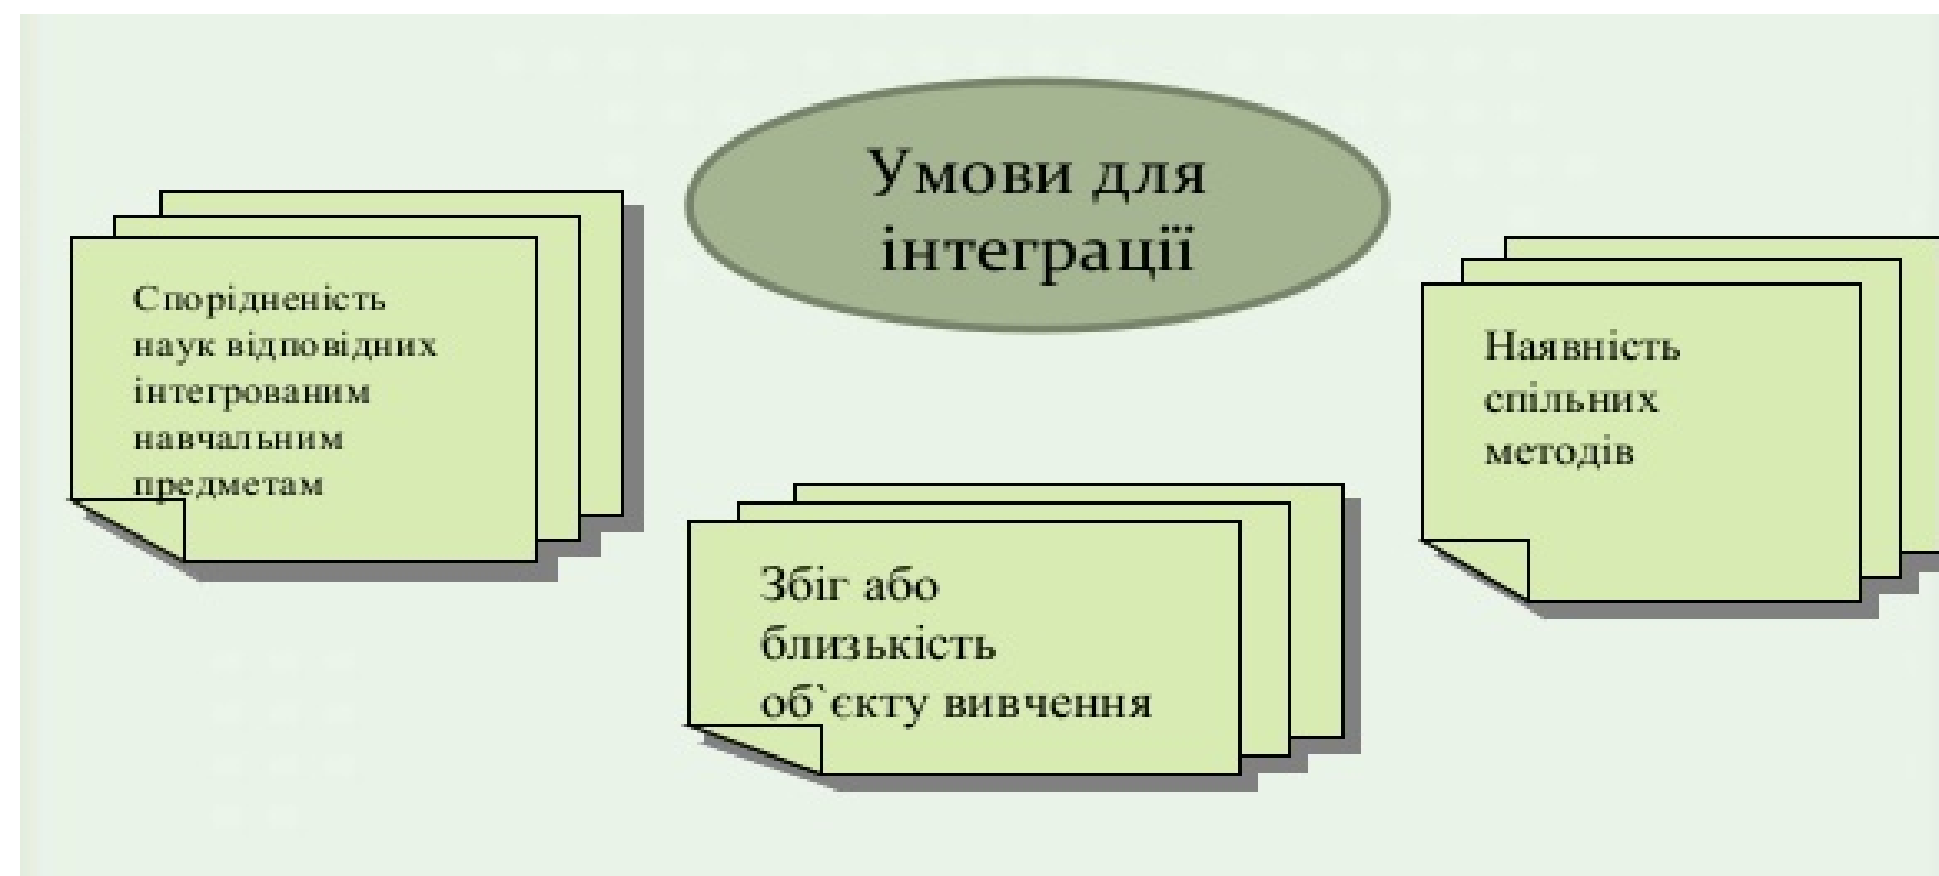 Умови для
інтеграції
Спорідненість
наук відповідних
інтегрованим
навчальним
предметам
Збіг або
близькість
об`єкту вивчення
Наявність
спільних
методів